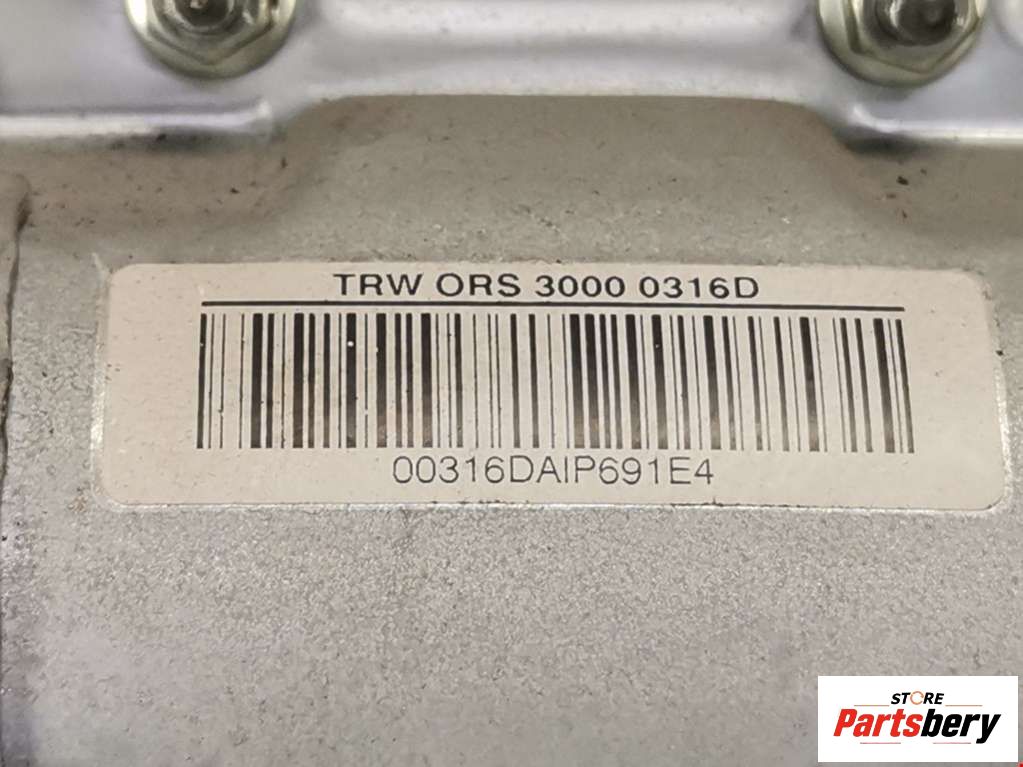 TRW ORS 3000 0316D
00316DAIP691E4
STORE
Partsbery